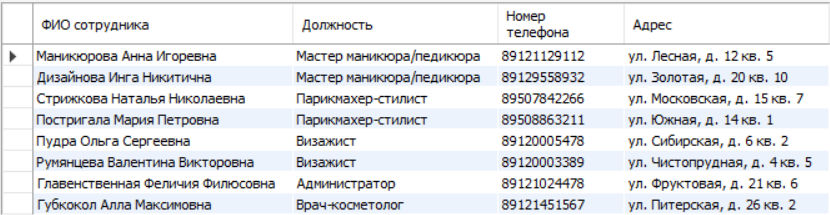 ФИО сотрудника Должность Номер телефона Адрес
Маникюрова Анна Игоревна Мастер маникюра/педикюра 89121129112 ул. Лесная, д. 12 кв. 5
Дизайнова Инга Никитична Мастер маникюра/педикюра 89129558932 ул. Золотая, д. 20 кв. 10
Стрижкова Наталья Николаевна Парикмахер-стилист 89507842266 ул. Московская, д. 15 кв. 7
Постригала Мария Петровна Парикмахер-стилист 89508863211 ул. Южная, д. 14 кв. 1
Пудра Ольга Сергеевна Визажист 89120005478 ул. Сибирская, д. 6 кв. 2
Румянцева Валентина Викторовна Визажист 89120003389 ул. Чистопрудная, д. 4 кв. 5
Главенственная Феличия Филюсовна Администратор 89121024478 ул. Фруктовая, д. 21 кв. 6
Губкокол Алла Максимовна Врач-косметолог 89121451567 ул. Питерская, д. 26 кв. 2